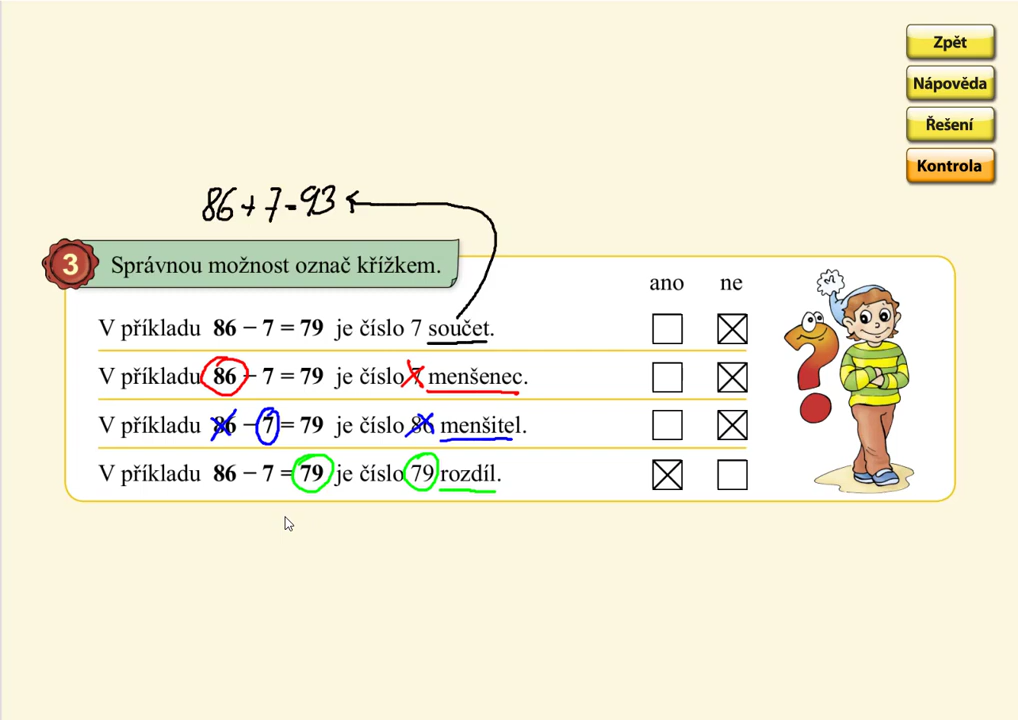 Zpět
Nápověda
Řešení
Kontrola
86+7=93
3 Správnou možnost označ křížkem.
ano ne
V příkladu 86 − 7 = 79 je číslo 7 součet.
V příkladu 86 − 7 = 79 je číslo 7 menšenec.
V příkladu 86 − 7 = 79 je číslo 86 menšitel.
V příkladu 86 − 7 = 79 je číslo 79 rozdíl.